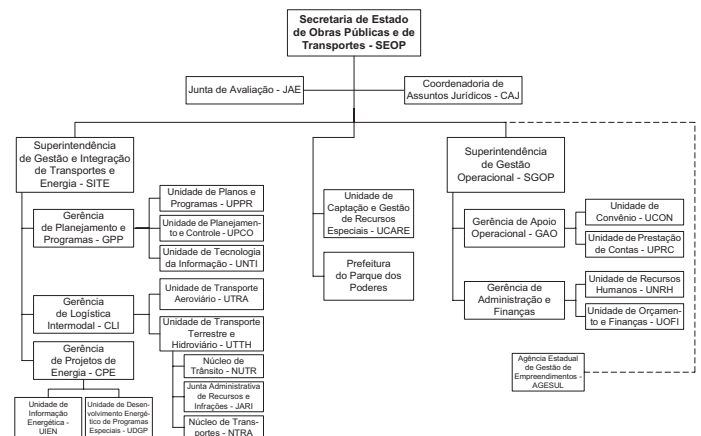 Secretaria de Estado
de Obras Públicas e de
Transportes - SEOP
Junta de Avaliação - JAE
Coordenadoria de
Assuntos Jurídicos - CAJ
Superintendência
de Gestão e Integração
de Transportes e
Energia - SITE
Gerência
de Planejamento e
Programas - GPP
Unidade de Planos e
Programas - UPPR
Unidade de Planejamen-
to e Controle - UPCO
Unidade de Tecnologia
da Informação - UNTI
Gerência
de Logística
Intermodal - CLI
Unidade de Transporte
Aeroviário - UTRA
Unidade de Transporte
Terrestre e
Hidroviário - UTTH
Núcleo de
Trânsito - NUTR
Junta Administrativa
de Recursos e
Infrações - JARI
Núcleo de Trans-
portes - NTRA
Gerência
de Projetos de
Energia - CPE
Unidade de
Informação
Energética -
UIEN
Unidade de Desen-
volvimento Energé-
tico de Programas
Especiais - UDGP
Unidade de
Captação e Gestão
de Recursos
Especiais - UCARE
Prefeitura
do Parque dos
Poderes
Superintendência
de Gestão
Operacional - SGOP
Gerência de Apoio
Operacional - GAO
Unidade de
Convênio - UCON
Unidade de Prestação
de Contas - UPRC
Gerência de
Administração e
Finanças
Unidade de Recursos
Humanos - UNRH
Unidade de Orçamen-
to e Finanças - UOFI
Agência Estadual
de Gestão de
Empreendimentos -
AGESUL